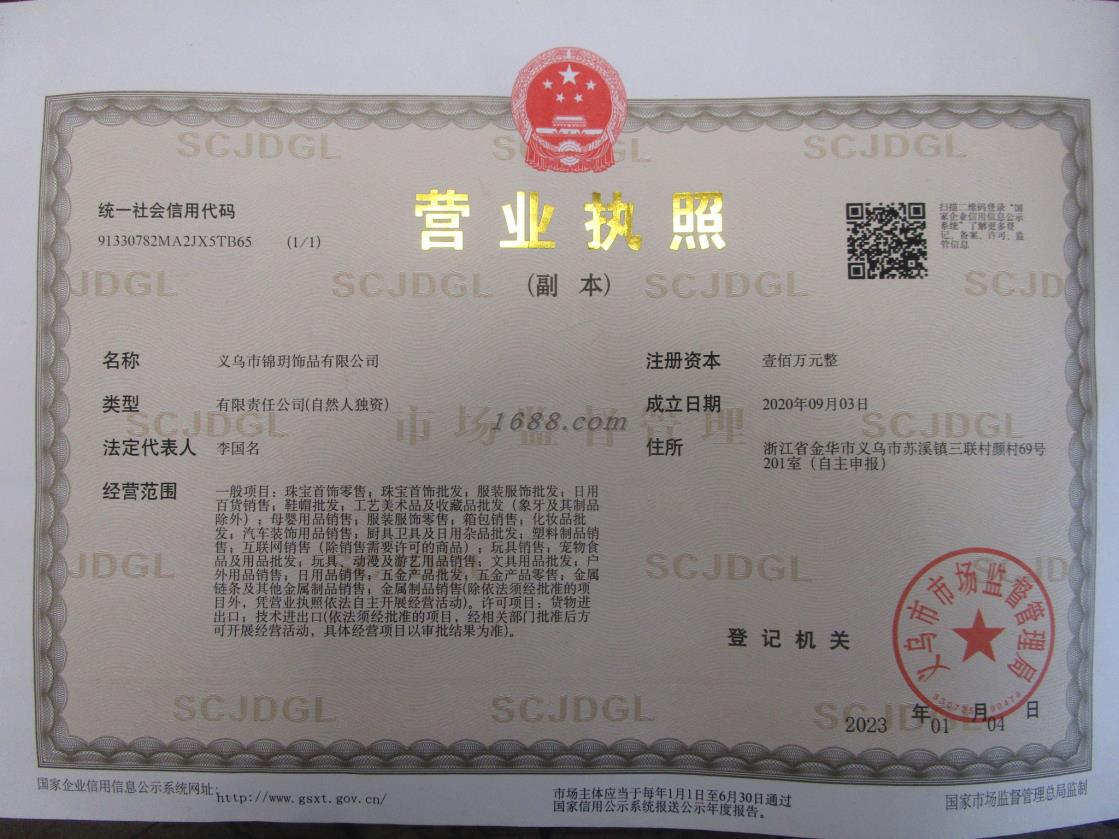 SCJDGL SCJDGL SCJDGL
统一社会信用代码
91330782MA2JX5TB65 (1/1)
营业执照
(副 本)
扫描二维码登录“国
家企业信用信息公示
系统”了解更多登
记、备案、许可、监
管信息
JDGL SCJDGL SCJDGL SCJD
名称 义乌市锦玥饰品有限公司
类型 有限责任公司(自然人独资)
法定代表人 李国名
经营范围 一般项目：珠宝首饰零售；珠宝首饰批发；服装服饰批发；日用
百货销售；鞋帽批发；工艺美术品及收藏品批发（象牙及其制品
除外）；母婴用品销售；服装服饰零售；箱包销售；化妆品批
发；汽车装饰用品销售；厨具卫具及日用杂品批发；塑料制品销
售；互联网销售（除销售需要许可的商品）；玩具销售；宠物食
品及用品批发；玩具、动漫及游艺用品销售；文具用品批发；户
外用品销售；日用品销售；五金产品批发；五金产品零售；金属
链条及其他金属制品销售；金属制品销售(除依法须经批准的项
目外，凭营业执照依法自主开展经营活动)。许可项目：货物进
出口；技术进出口(依法须经批准的项目，经相关部门批准后方
可开展经营活动，具体经营项目以审批结果为准)。
注册资本 壹佰万元整
成立日期 2020年09月03日
住所 浙江省金华市义乌市苏溪镇三联村颜村69号
201室（自主申报）
SCJDGL 市场监督管理 SCJDGL
1688.com
JDGL SCJDGL SCJD
登记机关
义乌市市场监督管理局
2023 年 01 月 04 日
SCJDGL SCJDGL
国家企业信用信息公示系统网址：http://www.gsxt.gov.cn/
市场主体应当于每年1月1日至6月30日通过
国家信用公示系统报送公示年度报告。
国家市场监督管理总局监制